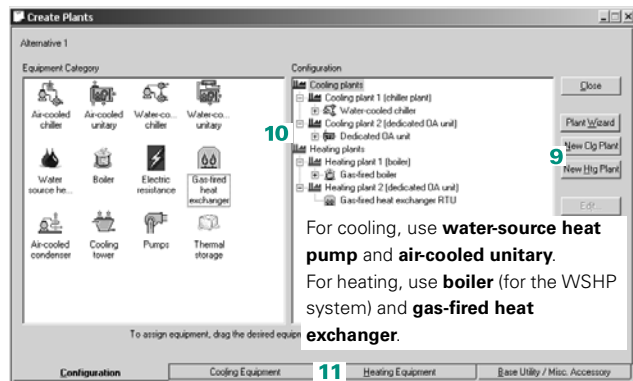 Create Plants
Alternative 1
Equipment Category
Configuration
Air-cooled chiller
Air-cooled unitary
Water-co... chiller
Water-co... unitary
Water source he...
Boiler
Electric resistance
Gas-fired heat exchanger
Air-cooled condenser
Cooling tower
Pumps
Thermal storage
10
Cooling plants
Cooling plant 1 (chiller plant)
Water-cooled chiller
Cooling plant 2 (dedicated OA unit)
Dedicated OA unit
Heating plants
Heating plant 1 (boiler)
Gas-fired boiler
Heating plant 2 (dedicated OA unit)
Gas-fired heat exchanger RTU
Close
Plant Wizard
New Clg Plant
9
New Htg Plant
Edit...
For cooling, use water-source heat
pump and air-cooled unitary.
For heating, use boiler (for the WSHP
system) and gas-fired heat
exchanger.
To assign equipment, drag the desired equip
Configuration
Cooling Equipment
11
Heating Equipment
Base Utility / Misc. Accessory